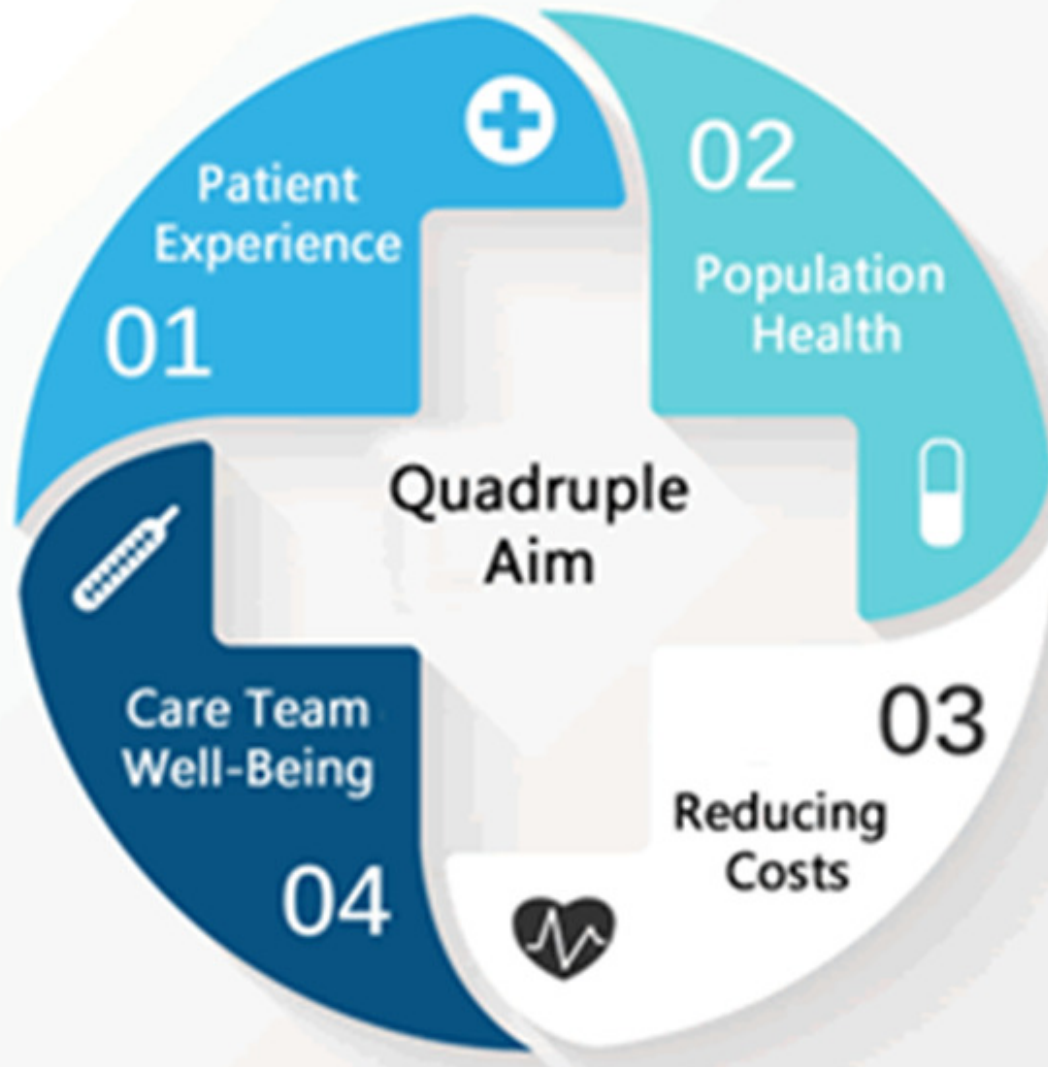 Patient
Experience
01
02
Population
Health
Quadruple
Aim
03
Reducing
Costs
Care Team
Well-Being
04